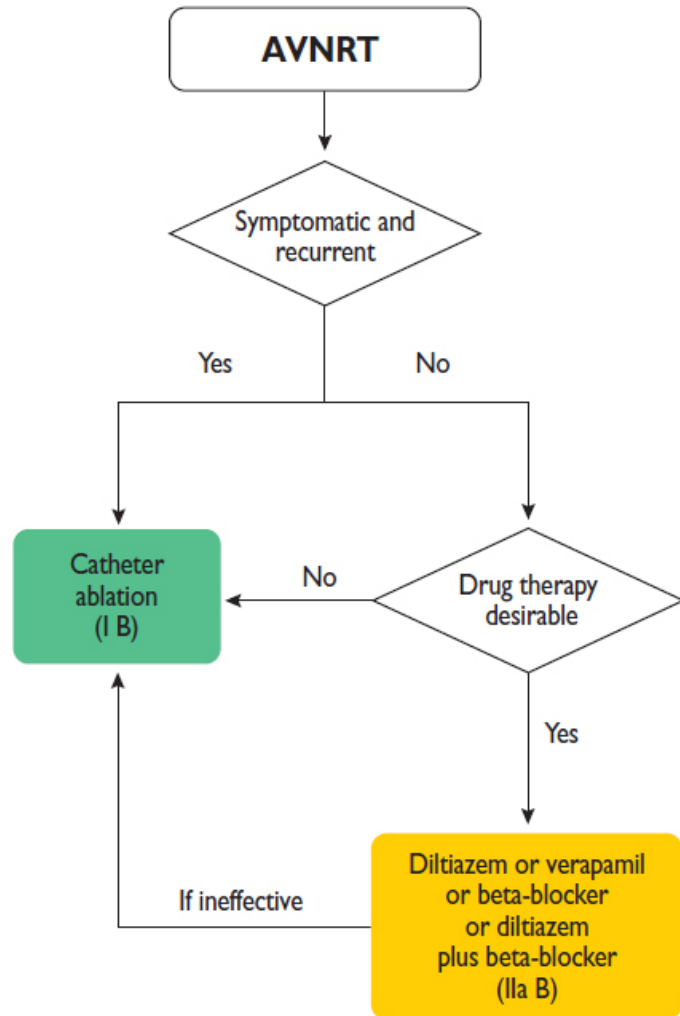 AVNRT
Symptomatic and
recurrent
Yes
No
Catheter
ablation
(I B)
No
Drug therapy
desirable
Yes
If ineffective
Diltiazem or verapamil
or beta-blocker
or diltiazem
plus beta-blocker
(IIa B)